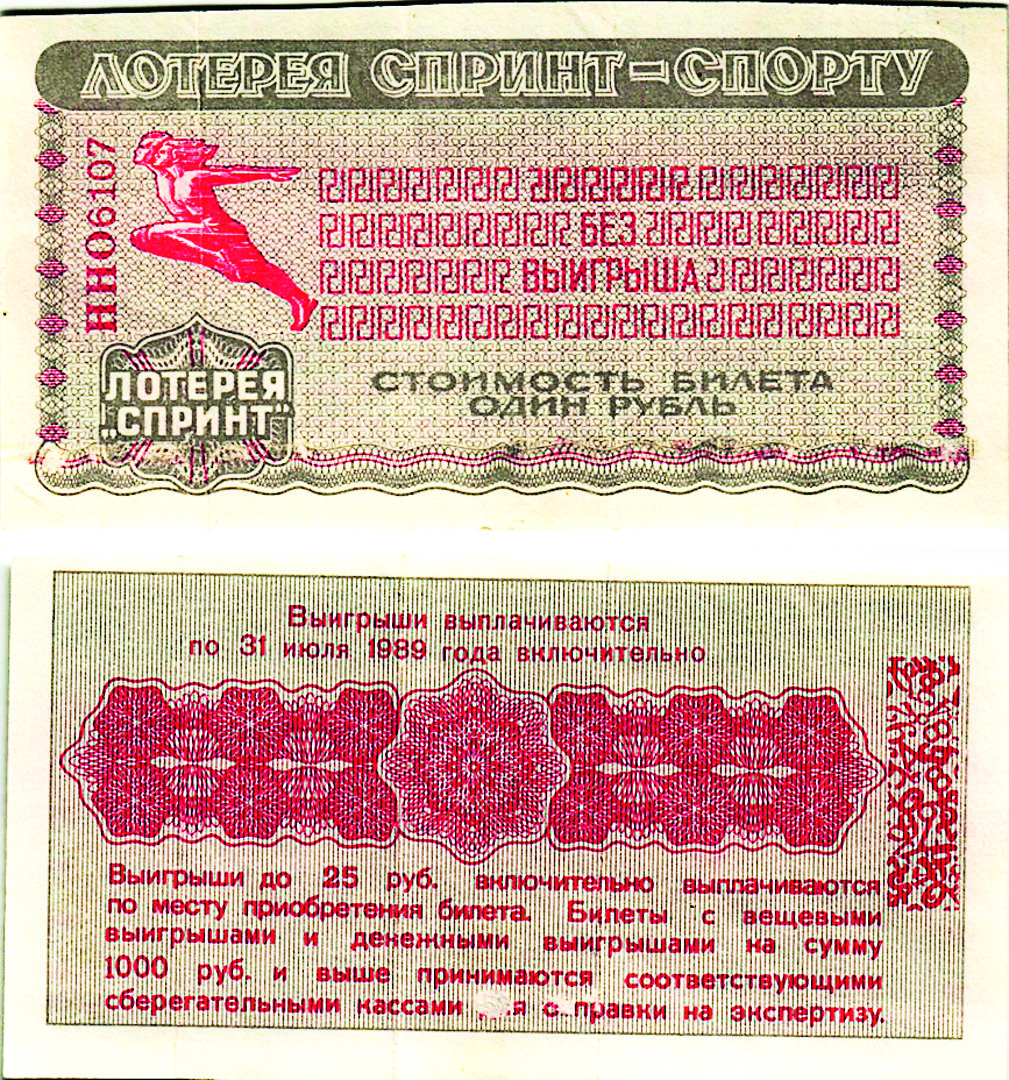 ЛОТЕРЕЯ СПРИНТ-СПОРТУ
ННО6107
БЕЗ
ВЫИГРЫША
СТОИМОСТЬ БИЛЕТА
ОДИН РУБЛЬ
ЛОТЕРЕЯ
„СПРИНТ"
Выигрыши выплачиваются
по 31 июля 1989 года включительно
Выигрыши до 25 руб. включительно выплачиваются
по месту приобретения билета. Билеты с вещевыми
выигрышами и денежными выигрышами на сумму
1000 руб. и выше принимаются соответствующими
сберегательными кассами на экспертизу.